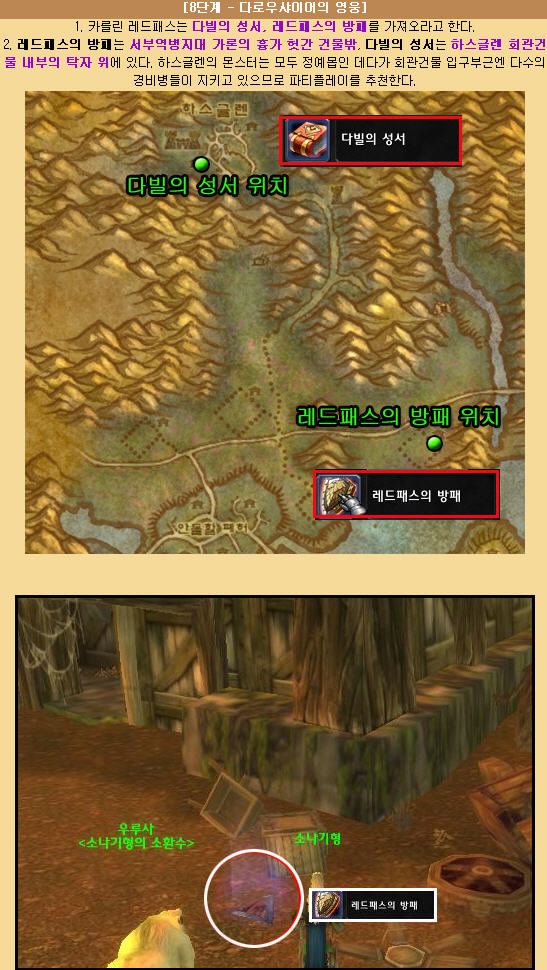 [8단계 - 다로우샤이어의 영웅]
1. 카를린 레드패스는 다빌의 성서, 레드패스의 방패를 가져오라고 한다.
2. 레드패스의 방패는 서부역병지대 가론의 흉가 헛간 건물밖, 다빌의 성서는 하스글렌 회관건
물 내부의 탁자 위에 있다. 하스글렌의 몬스터는 모두 정예몹인 데다가 회관건물 입구부근엔 다수의
경비병들이 지키고 있으므로 파티플레이를 추천한다.
하스글렌
다빌의 성서
다빌의 성서 위치
레드패스의 방패 위치
레드패스의 방패
안돌할 폐허
우루사
<소나기형의 소환수>
소나기형
레드패스의 방패